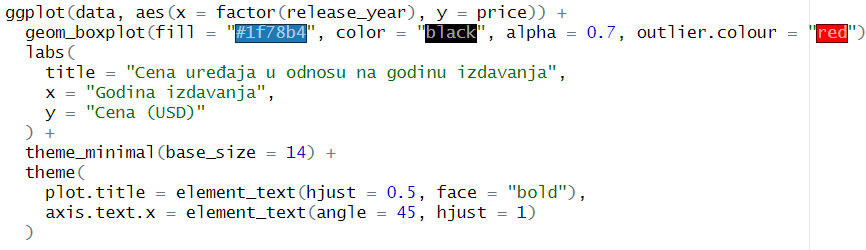 ggplot(data, aes(x = factor(release_year), y = price)) +
  geom_boxplot(fill = "#1f78b4", color = "black", alpha = 0.7, outlier.colour = "red")
  labs(
    title = "Cena uređaja u odnosu na godinu izdavanja",
    x = "Godina izdavanja",
    y = "Cena (USD)"
  ) +
  theme_minimal(base_size = 14) +
  theme(
    plot.title = element_text(hjust = 0.5, face = "bold"),
    axis.text.x = element_text(angle = 45, hjust = 1)
  )